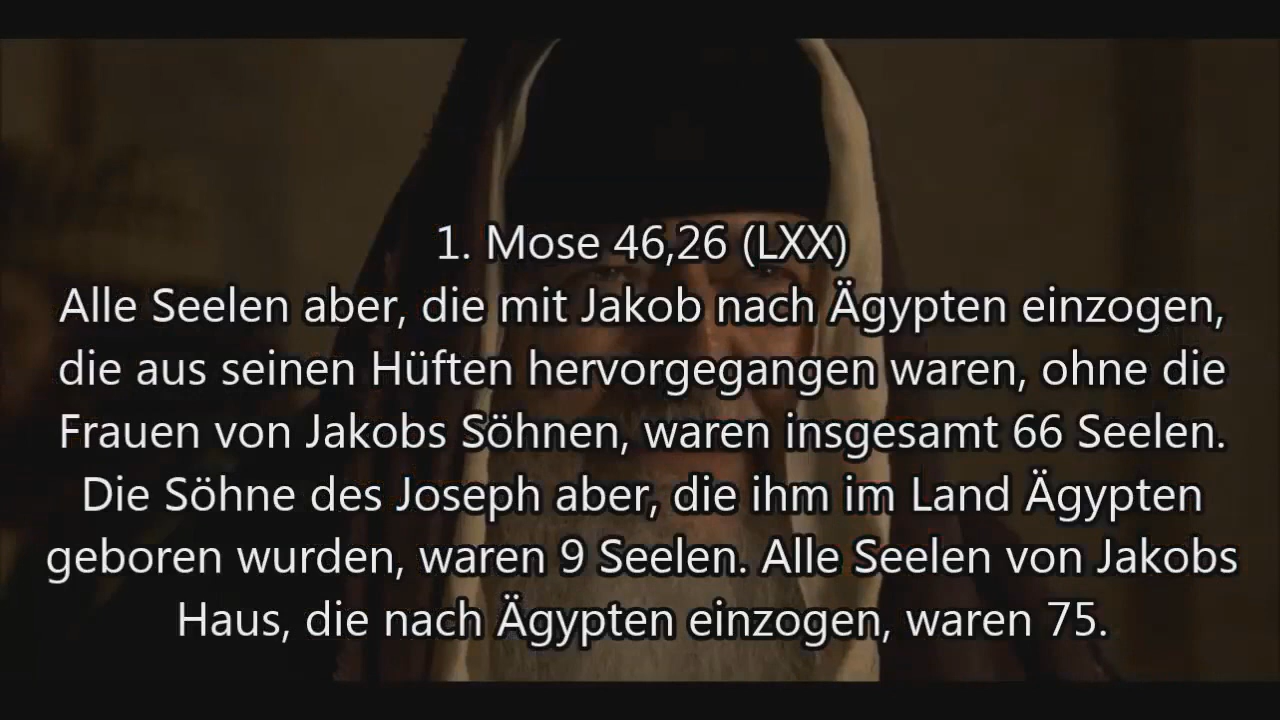 1. Mose 46,26 (LXX)
Alle Seelen aber, die mit Jakob nach Ägypten einzogen,
die aus seinen Hüften hervorgegangen waren, ohne die
Frauen von Jakobs Söhnen, waren insgesamt 66 Seelen.
Die Söhne des Joseph aber, die ihm im Land Ägypten
geboren wurden, waren 9 Seelen. Alle Seelen von Jakobs
Haus, die nach Ägypten einzogen, waren 75.